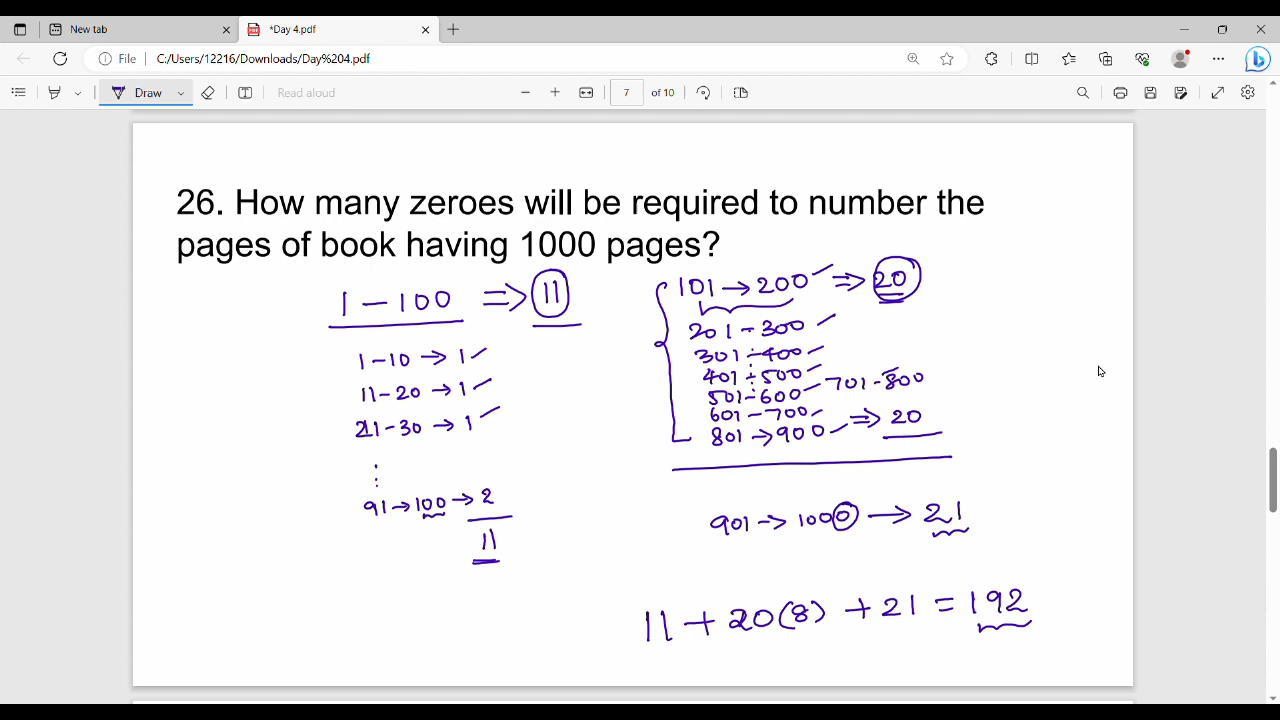 New tab
*Day 4.pdf
File
C:/Users/12216/Downloads/Day%204.pdf
Draw
Read aloud
7
of 10
26. How many zeroes will be required to number the
pages of book having 1000 pages?
1 – 100 ⇒ 11
1 – 10 → 1 ✓
11 – 20 → 1 ✓
21 – 30 → 1 ✓
⋮
91 → 100 → 2
11
101 → 200 ✓ ⇒ 20
201 – 300 ✓
301 – 400 ✓
401 – 500 ✓
501 – 600 ✓ 701 – 800
601 – 700 ✓
801 → 900 ✓ ⇒ 20
901 → 1000 → 21
11 + 20(8) + 21 = 192